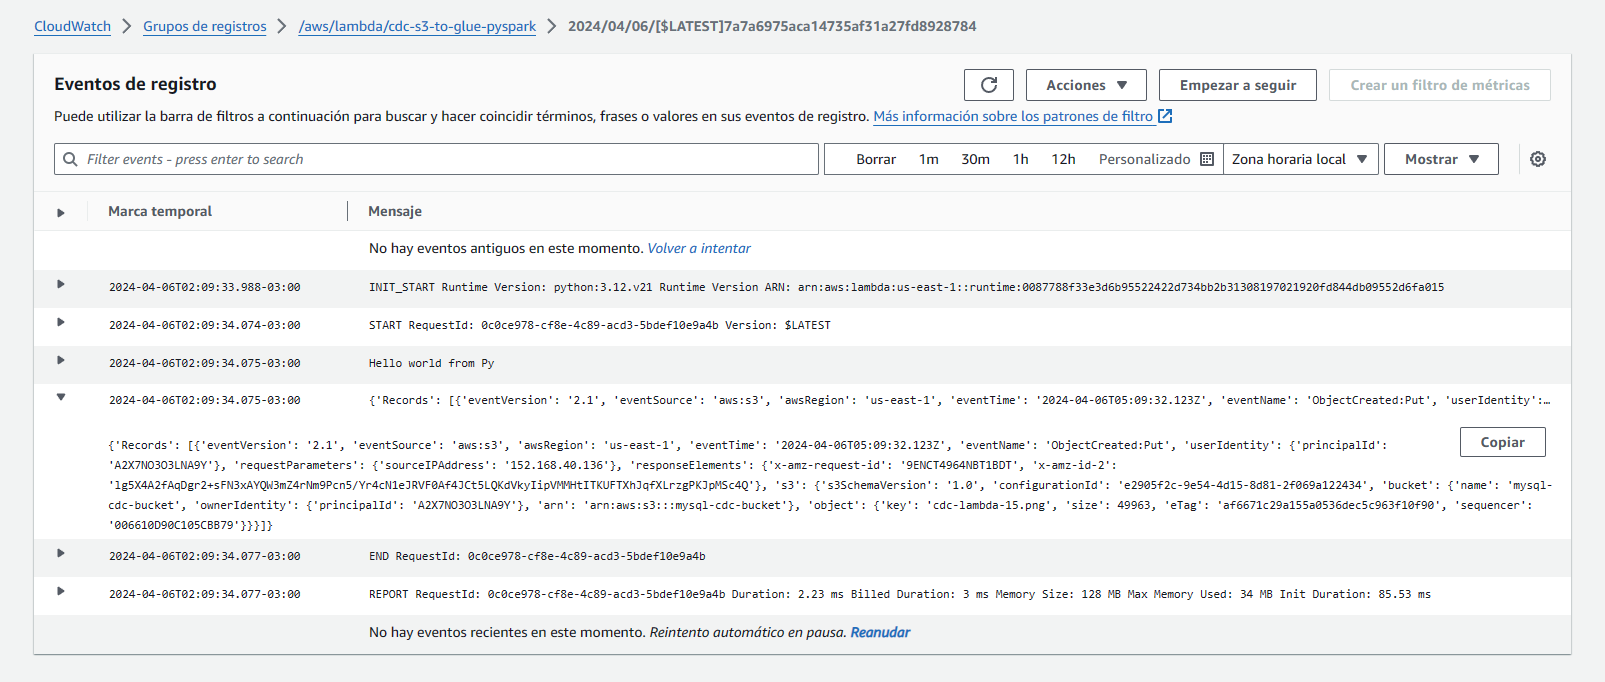 CloudWatch > Grupos de registros > /aws/lambda/cdc-s3-to-glue-pyspark > 2024/04/06/[$LATEST]7a7a6975aca14735af31a27fd8928784
Eventos de registro
Acciones
Empezar a seguir
Crear un filtro de métricas
Puede utilizar la barra de filtros a continuación para buscar y hacer coincidir términos, frases o valores en sus eventos de registro. Más información sobre los patrones de filtro
Filter events - press enter to search
Borrar 1m 30m 1h 12h Personalizado Zona horaria local Mostrar
Marca temporal Mensaje
No hay eventos antiguos en este momento. Volver a intentar
2024-04-06T02:09:33.988-03:00 INIT_START Runtime Version: python:3.12.v21 Runtime Version ARN: arn:aws:lambda:us-east-1::runtime:0087788f33e3d6b95522422d734bb2b31308197021920fd844db09552d6fa015
2024-04-06T02:09:34.074-03:00 START RequestId: 0c0ce978-cf8e-4c89-acd3-5bdef10e9a4b Version: $LATEST
2024-04-06T02:09:34.075-03:00 Hello world from Py
2024-04-06T02:09:34.075-03:00 {'Records': [{'eventVersion': '2.1', 'eventSource': 'aws:s3', 'awsRegion': 'us-east-1', 'eventTime': '2024-04-06T05:09:32.123Z', 'eventName': 'ObjectCreated:Put', 'userIdentity':…
{'Records': [{'eventVersion': '2.1', 'eventSource': 'aws:s3', 'awsRegion': 'us-east-1', 'eventTime': '2024-04-06T05:09:32.123Z', 'eventName': 'ObjectCreated:Put', 'userIdentity': {'principalId':
Copiar
'A2X7NO3O3LNA9Y'}, 'requestParameters': {'sourceIPAddress': '152.168.40.136'}, 'responseElements': {'x-amz-request-id': '9ENCT4964NBT1BDT', 'x-amz-id-2':
'lg5X4A2fAqDgr2+sFN3xAYQW3mZ4rNm9Pcn5/Yr4cN1eJRVF0Af4JCt5LQKdVkyIipVMMHtITKUFTXhJqfXLrzgPKJpMSc4Q'}, 's3': {'s3SchemaVersion': '1.0', 'configurationId': 'e2905f2c-9e54-4d15-8d81-2f069a122434', 'bucket': {'name': 'mysql-
cdc-bucket', 'ownerIdentity': {'principalId': 'A2X7NO3O3LNA9Y'}, 'arn': 'arn:aws:s3:::mysql-cdc-bucket'}, 'object': {'key': 'cdc-lambda-15.png', 'size': 49963, 'eTag': 'af6671c29a155a0536dec5c963f10f90', 'sequencer':
'006610D90C105CBB79'}}}]}
2024-04-06T02:09:34.077-03:00 END RequestId: 0c0ce978-cf8e-4c89-acd3-5bdef10e9a4b
2024-04-06T02:09:34.077-03:00 REPORT RequestId: 0c0ce978-cf8e-4c89-acd3-5bdef10e9a4b Duration: 2.23 ms Billed Duration: 3 ms Memory Size: 128 MB Max Memory Used: 34 MB Init Duration: 85.53 ms
No hay eventos recientes en este momento. Reintento automático en pausa. Reanudar